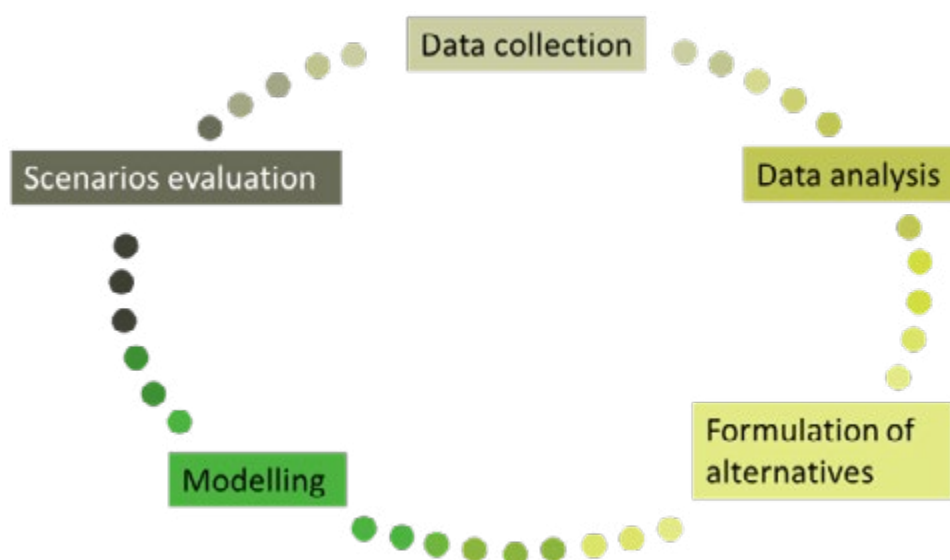 Data collection
Data analysis
Formulation of
alternatives
Modelling
Scenarios evaluation